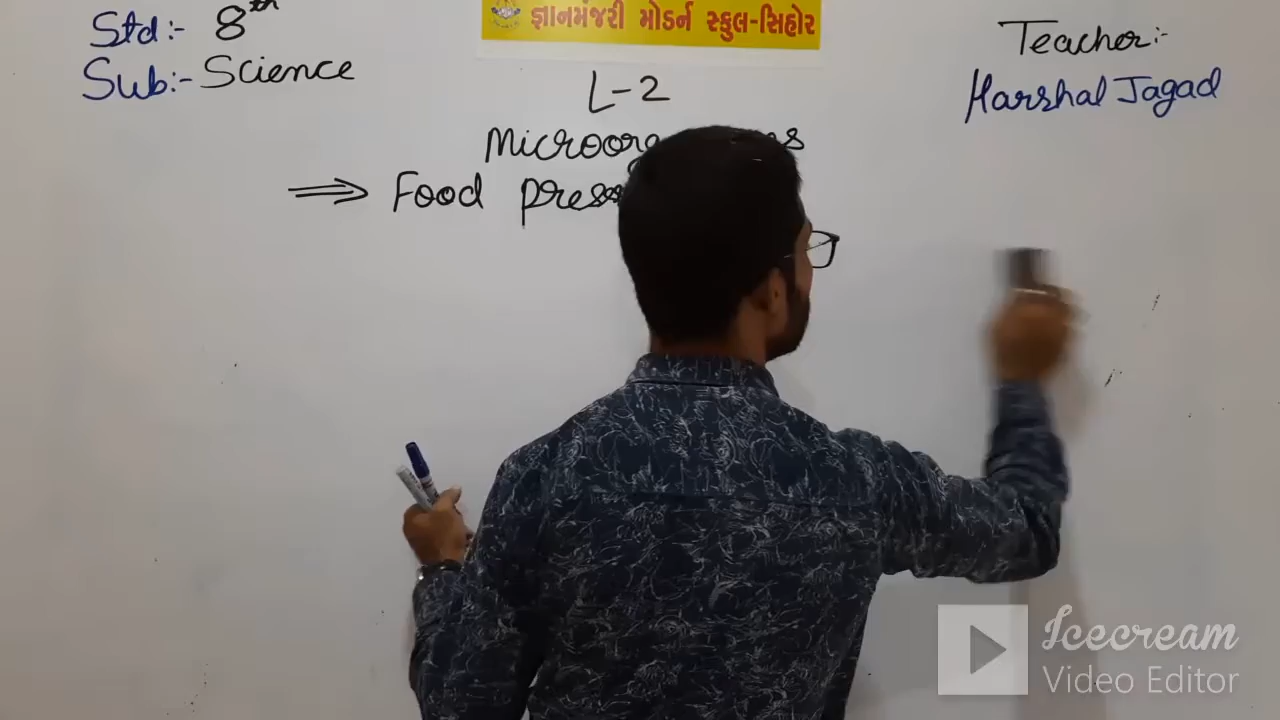 Std:- 8th
Sub:- Science
જ્ઞાનમંજરી મોડર્ન સ્કુલ-સિહોર
Teacher:-
Harshal Jagad
L-2
⇒ Food
Icecream
Video Editor